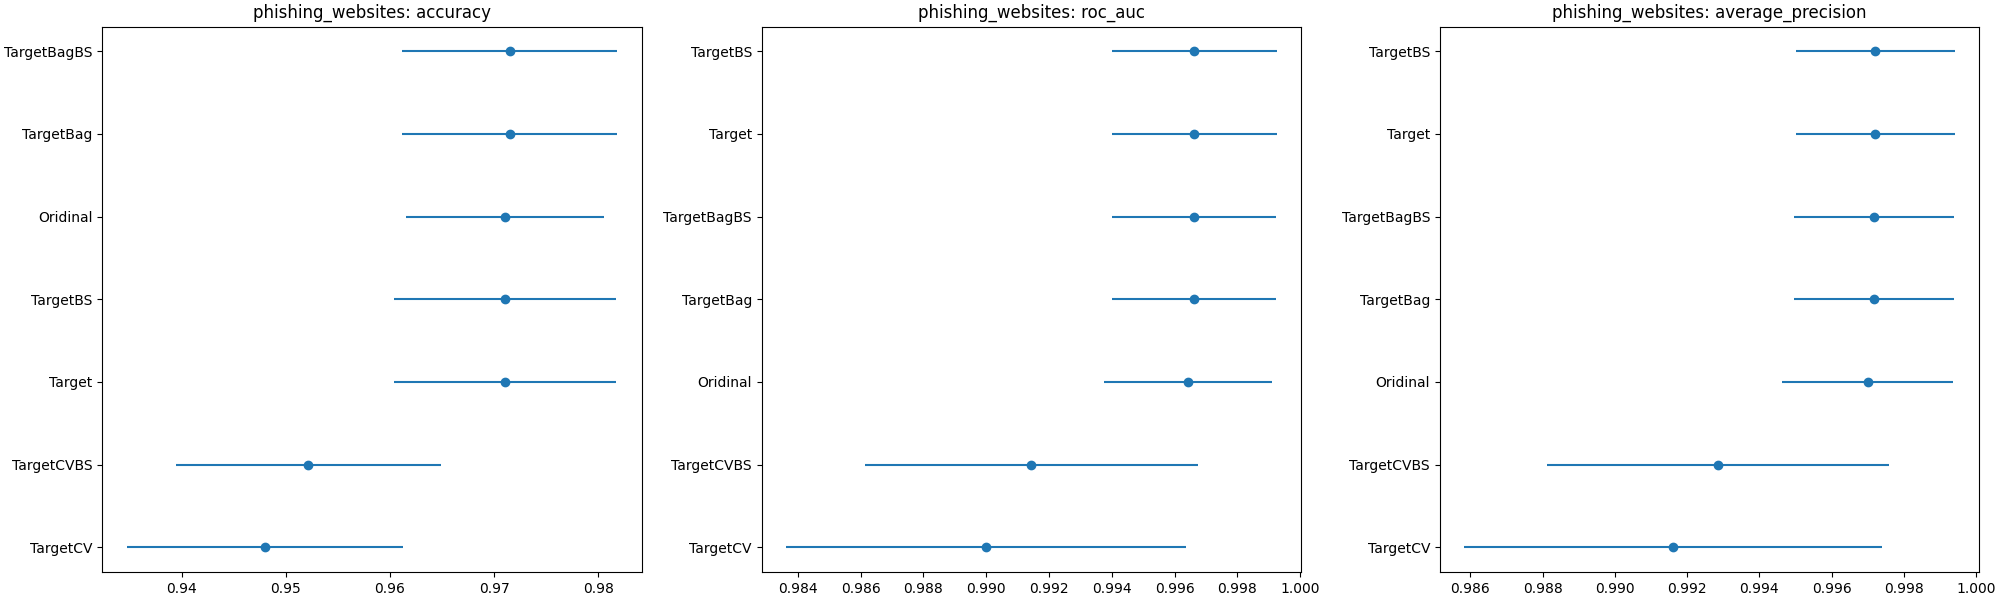 phishing_websites: accuracy
TargetBagBS
TargetBag
Oridinal
TargetBS
Target
TargetCVBS
TargetCV
0.94 0.95 0.96 0.97 0.98
phishing_websites: roc_auc
TargetBS
Target
TargetBagBS
TargetBag
Oridinal
TargetCVBS
TargetCV
0.984 0.986 0.988 0.990 0.992 0.994 0.996 0.998 1.000
phishing_websites: average_precision
TargetBS
Target
TargetBagBS
TargetBag
Oridinal
TargetCVBS
TargetCV
0.986 0.988 0.990 0.992 0.994 0.996 0.998 1.000